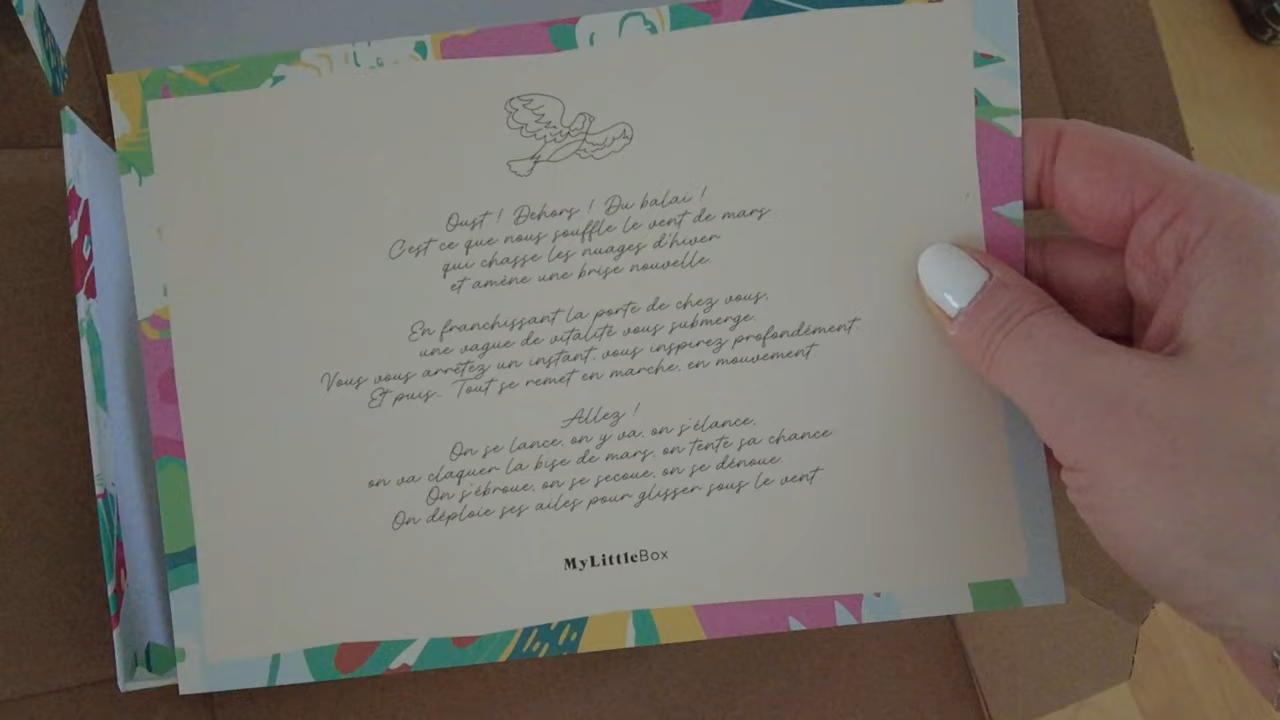 Oust ! Dehors ! Du balai !
C'est ce que nous souffle le vent de mars
qui chasse les nuages d'hiver
et amène une brise nouvelle.
En franchissant la porte de chez vous,
une vague de vitalité vous submerge.
Vous vous arrêtez un instant, vous inspirez profondément.
Et puis... Tout se remet en marche, en mouvement
Allez !
On se lance, on y va, on s'élance,
on va claquer la bise de mars, on tente sa chance
On s'ébroue, on se secoue, on se dénoue.
On déploie ses ailes pour glisser sous le vent
MyLittleBox